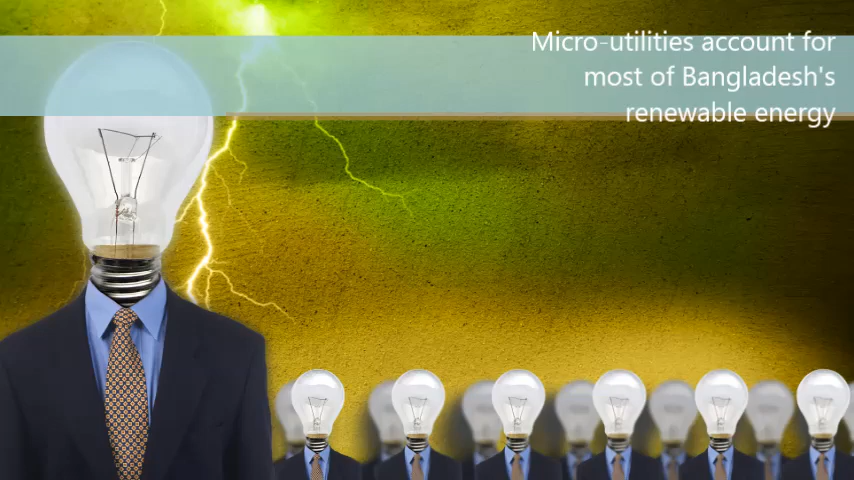 Micro-utilities account for
most of Bangladesh's
renewable energy